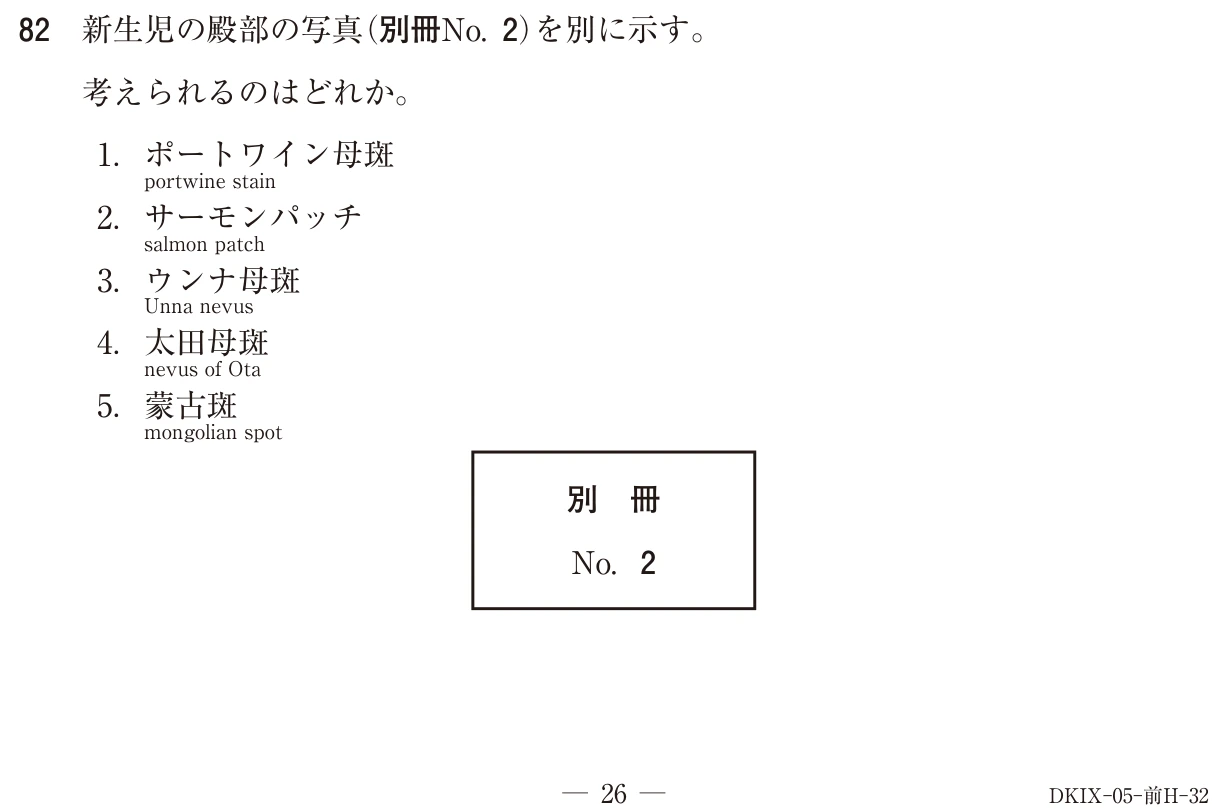 82 新生児の殿部の写真(別冊No. 2)を別に示す。
考えられるのはどれか。
1. ポートワイン母斑
portwine stain
2. サーモンパッチ
salmon patch
3. ウンナ母斑
Unna nevus
4. 太田母斑
nevus of Ota
5. 蒙古斑
mongolian spot
別 冊
No. 2
— 26 —
DKIX-05-前H-32